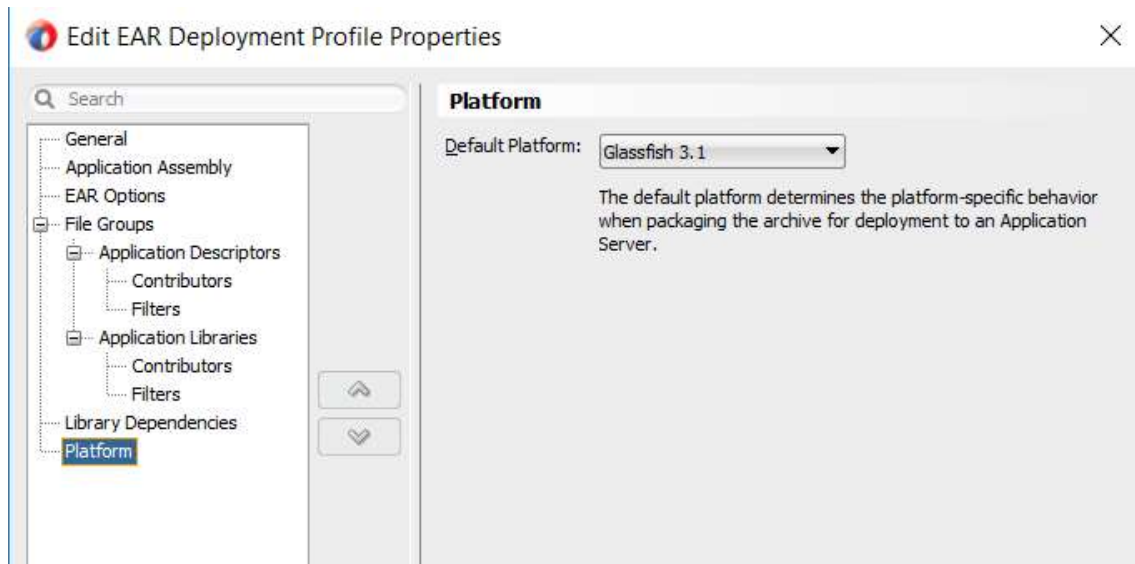 Edit EAR Deployment Profile Properties
Search
General
Application Assembly
EAR Options
File Groups
Application Descriptors
Contributors
Filters
Application Libraries
Contributors
Filters
Library Dependencies
Platform
Platform
Default Platform: Glassfish 3.1
The default platform determines the platform-specific behavior
when packaging the archive for deployment to an Application
Server.